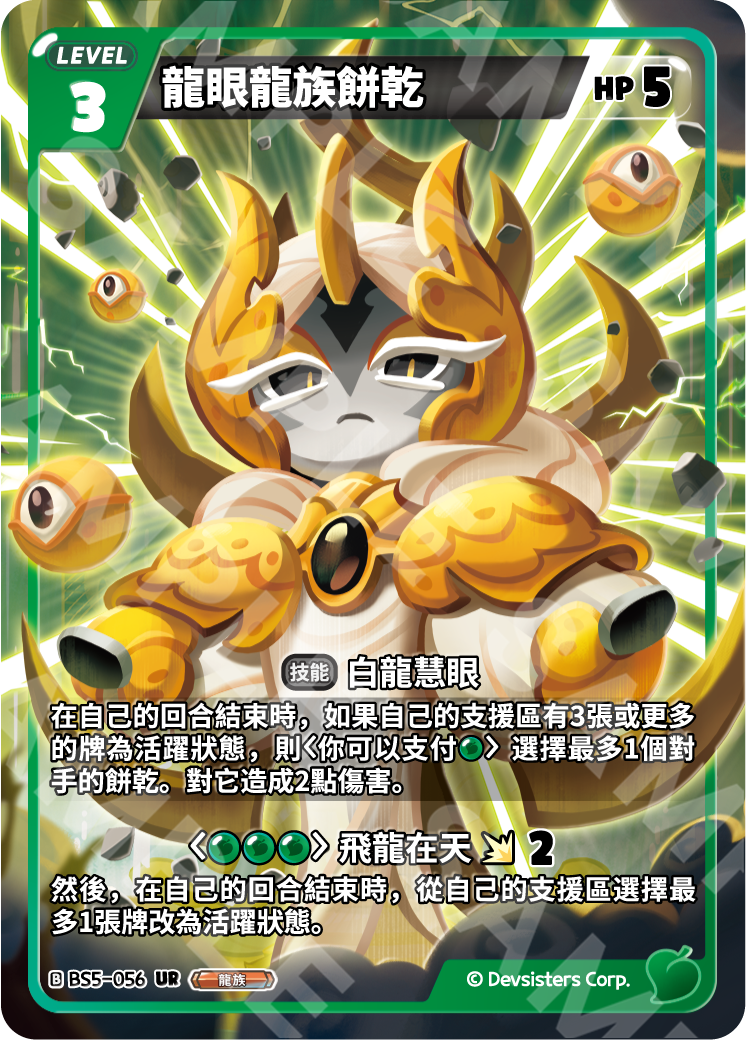 LEVEL
3
龍眼龍族餅乾
HP 5
技能 白龍慧眼
在自己的回合結束時，如果自己的支援區有3張或更多
的牌為活躍狀態，則〈你可以支付〉選擇最多1個對
手的餅乾。對它造成2點傷害。
〈〉飛龍在天 2
然後，在自己的回合結束時，從自己的支援區選擇最
多1張牌改為活躍狀態。
B BS5-056 UR 龍族
© Devsisters Corp.